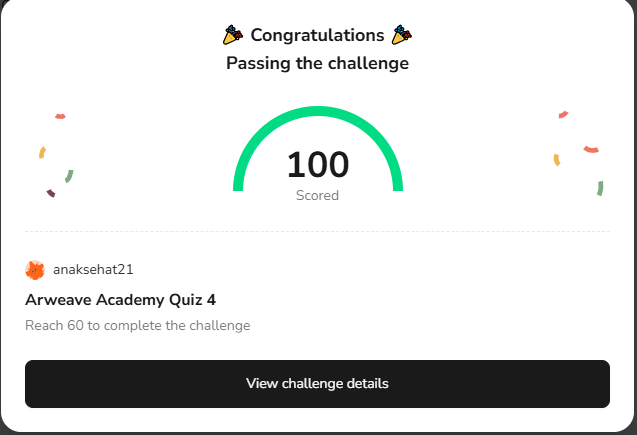 Congratulations
Passing the challenge
100
Scored
anaksehat21
Arweave Academy Quiz 4
Reach 60 to complete the challenge
View challenge details